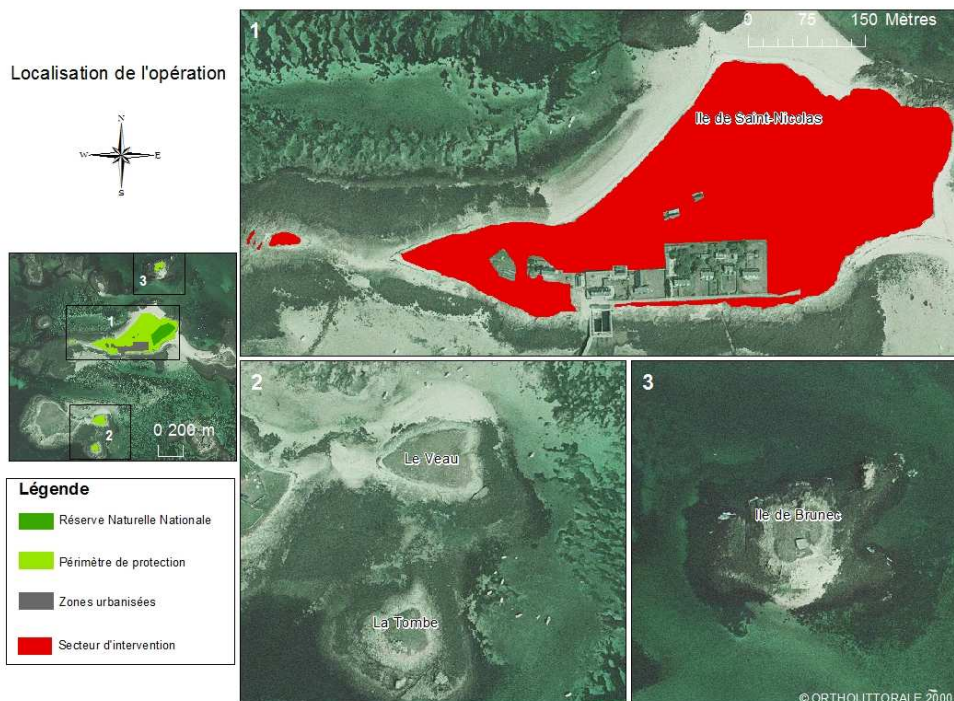 Localisation de l'opération
N
W
E
S
1
0 75 150 Mètres
Ile de Saint-Nicolas
3
1
2
0 200 m
Légende
Réserve Naturelle Nationale
Périmètre de protection
Zones urbanisées
Secteur d'intervention
2
Le Veau
La Tombe
3
Ile de Brunec
© ORTHOLITTORALE 2000